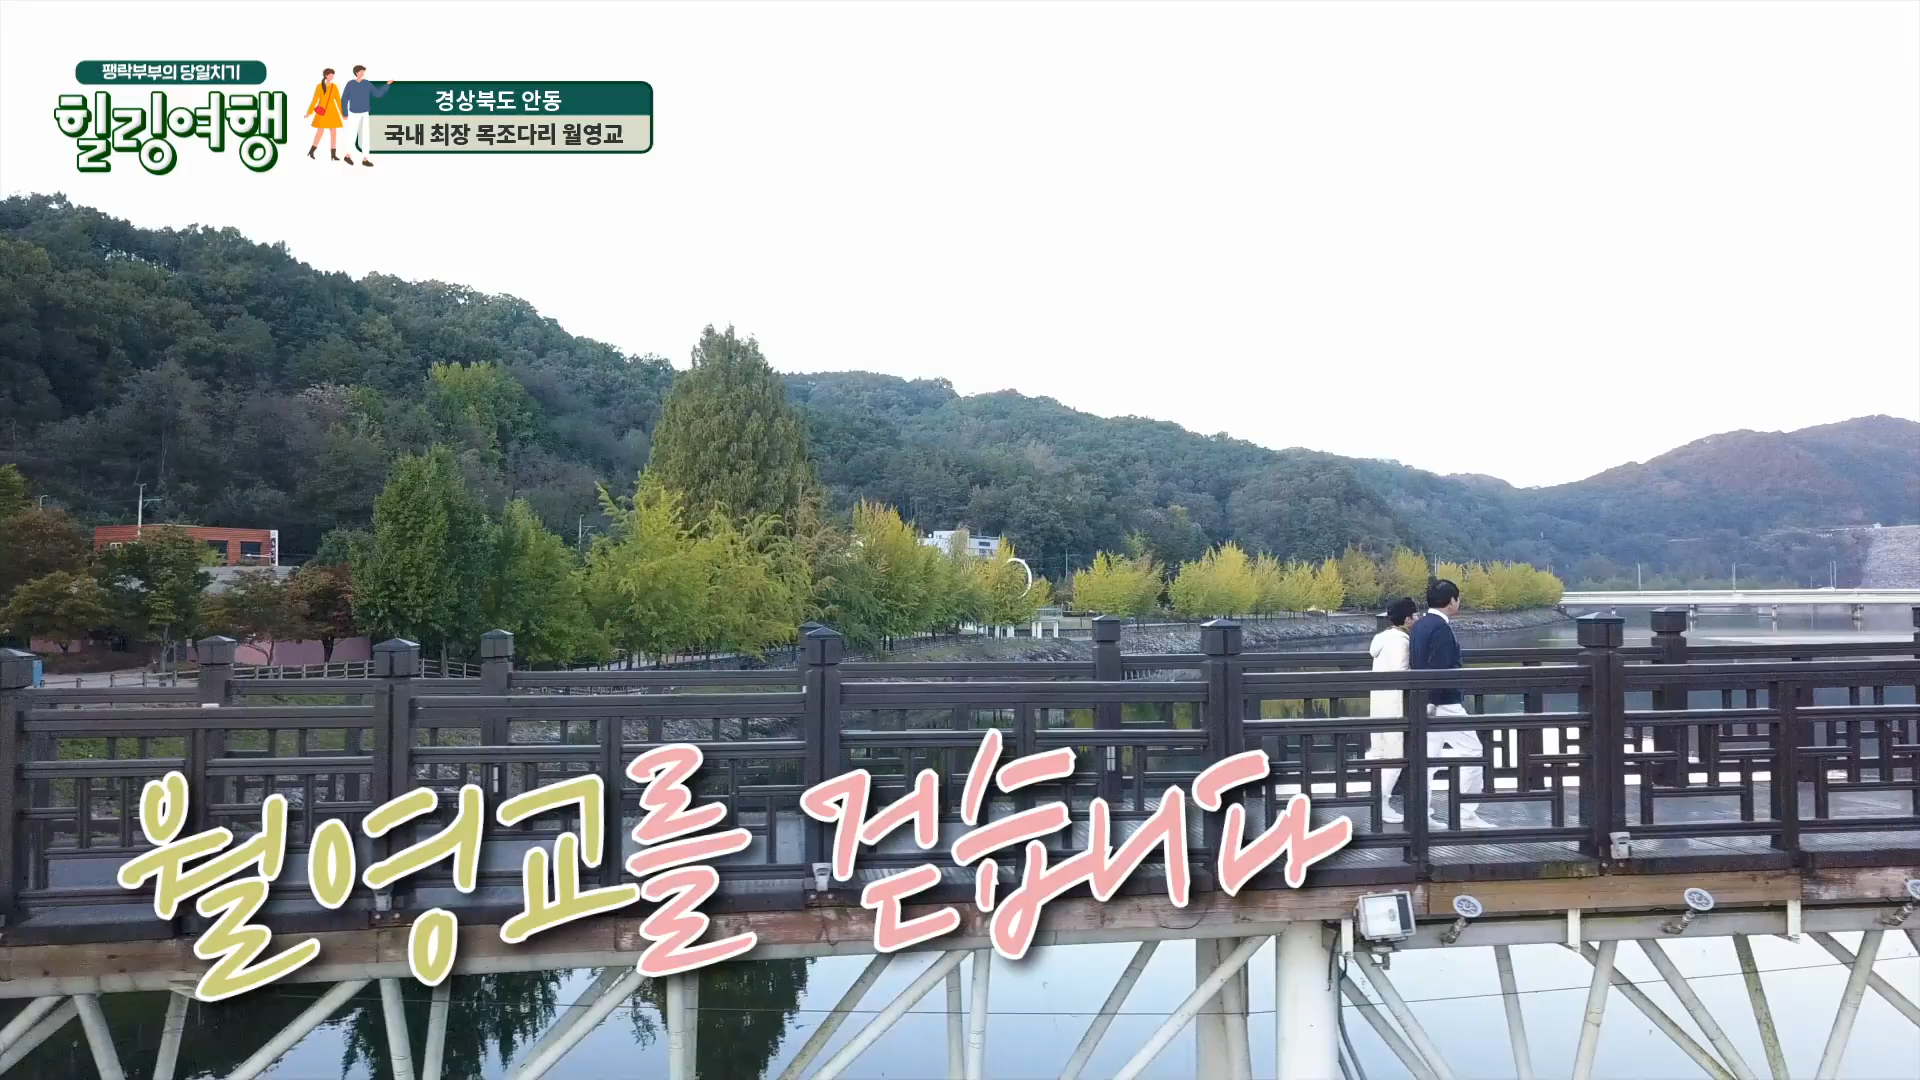 팽락부부의 당일치기
힐링여행
경상북도 안동
국내 최장 목조다리 월영교
월영교를 걷습니다